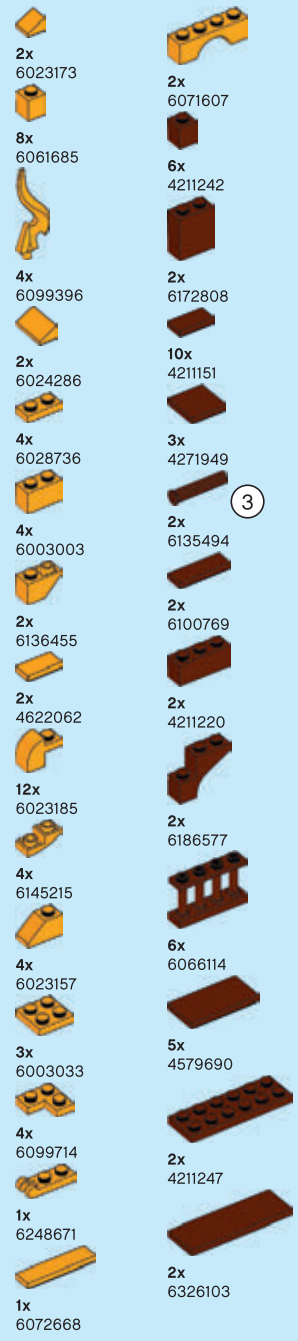 2x
6023173
8x
6061685
4x
6099396
2x
6024286
4x
6028736
4x
6003003
2x
6136455
2x
4622062
12x
6023185
4x
6145215
4x
6023157
3x
6003033
4x
6099714
1x
6248671
1x
6072668
2x
6071607
6x
4211242
2x
6172808
10x
4211151
3x
4271949
3
2x
6135494
2x
6100769
2x
4211220
2x
6186577
6x
6066114
5x
4579690
2x
4211247
2x
6326103